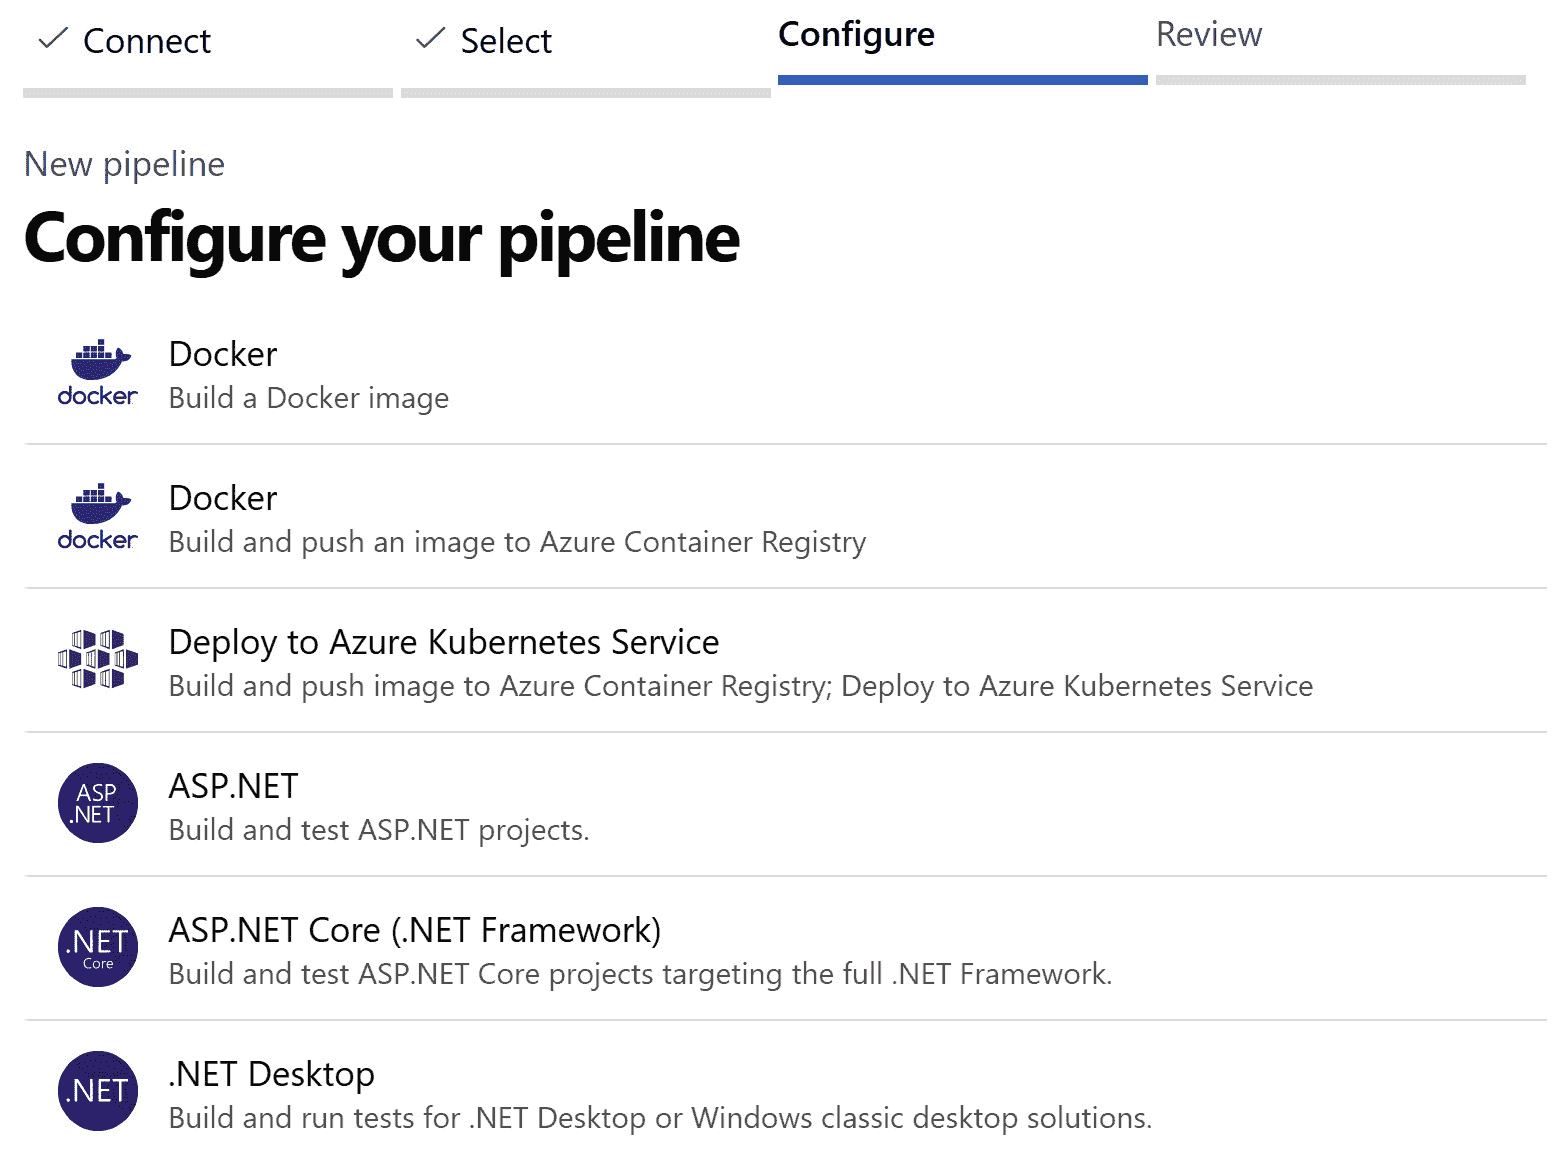 Connect
Select
Configure
Review
New pipeline
Configure your pipeline
docker
Docker
Build a Docker image
docker
Docker
Build and push an image to Azure Container Registry
Deploy to Azure Kubernetes Service
Build and push image to Azure Container Registry; Deploy to Azure Kubernetes Service
ASP
.NET
ASP.NET
Build and test ASP.NET projects.
.NET
Core
ASP.NET Core (.NET Framework)
Build and test ASP.NET Core projects targeting the full .NET Framework.
.NET
.NET Desktop
Build and run tests for .NET Desktop or Windows classic desktop solutions.